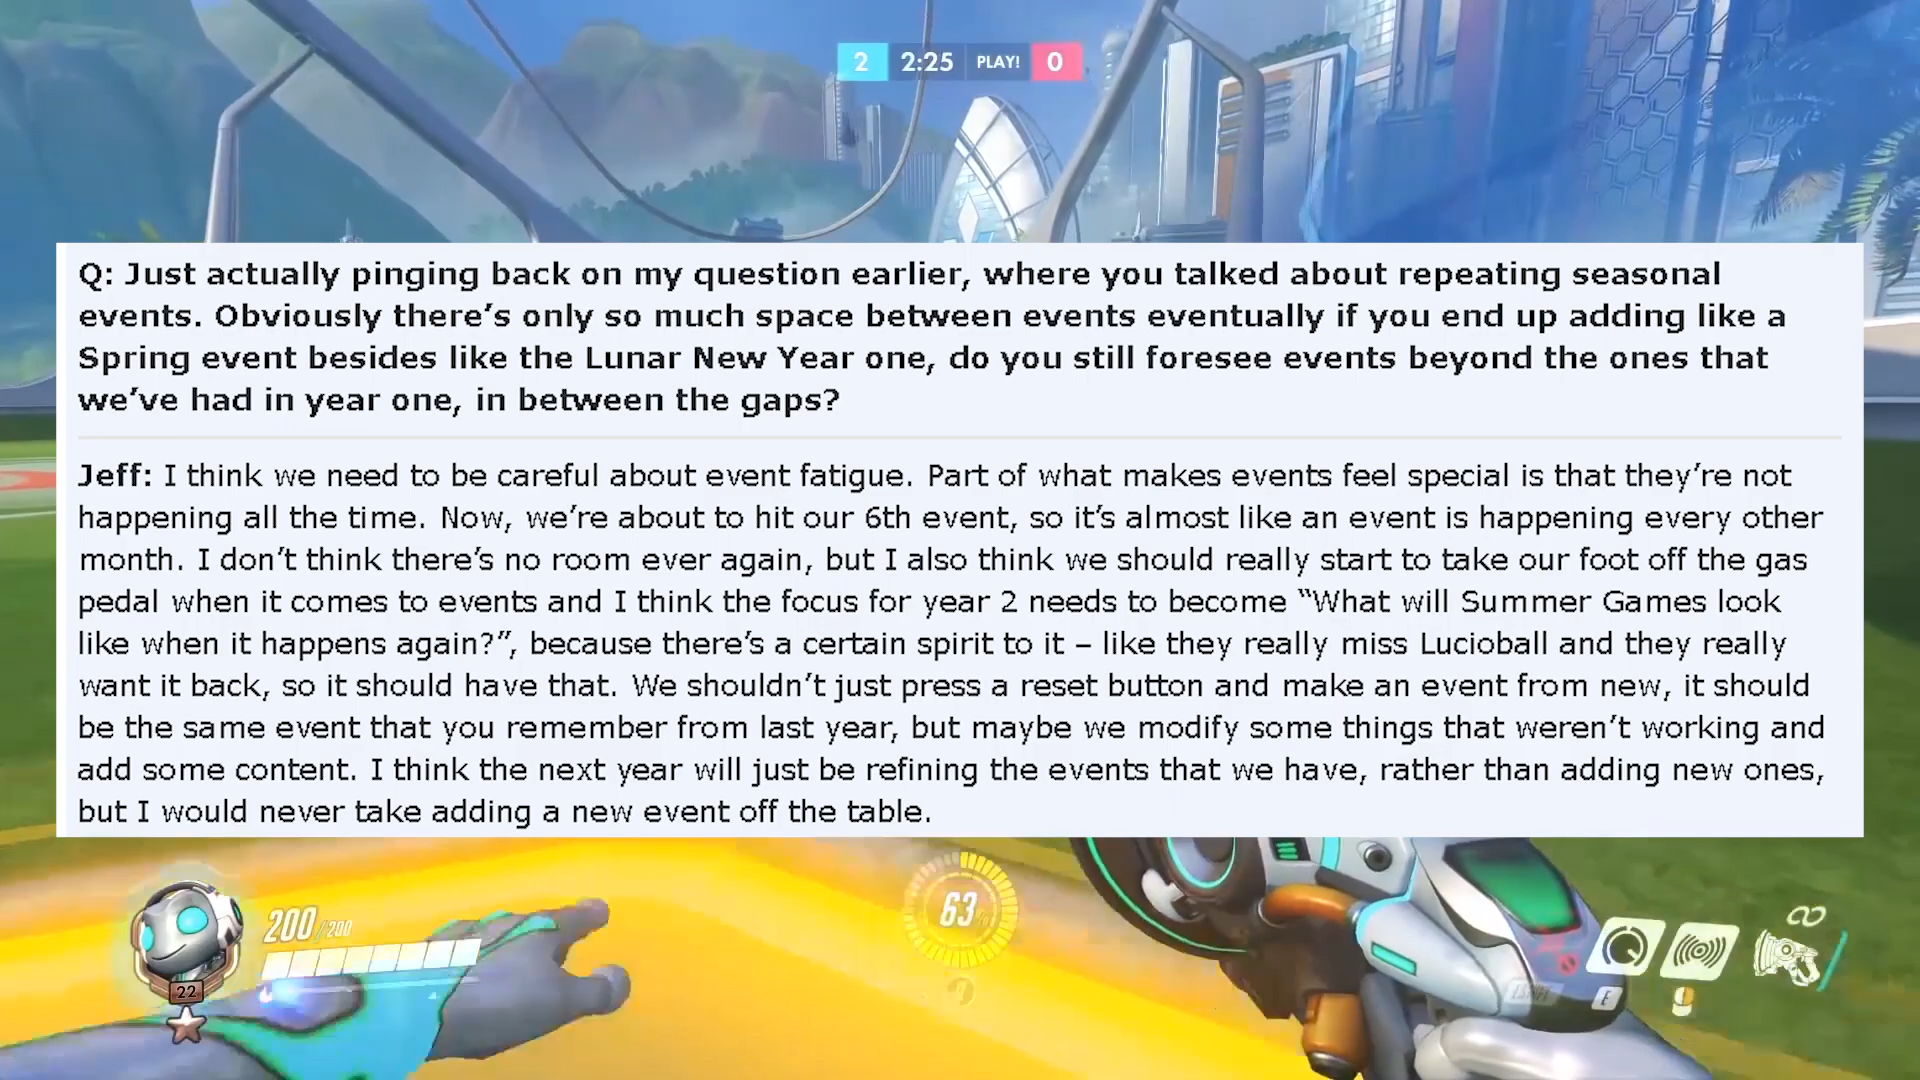 2 2:25 PLAY! 0
Q: Just actually pinging back on my question earlier, where you talked about repeating seasonal
events. Obviously there’s only so much space between events eventually if you end up adding like a
Spring event besides like the Lunar New Year one, do you still foresee events beyond the ones that
we’ve had in year one, in between the gaps?
Jeff: I think we need to be careful about event fatigue. Part of what makes events feel special is that they’re not
happening all the time. Now, we’re about to hit our 6th event, so it’s almost like an event is happening every other
month. I don’t think there’s no room ever again, but I also think we should really start to take our foot off the gas
pedal when it comes to events and I think the focus for year 2 needs to become “What will Summer Games look
like when it happens again?”, because there’s a certain spirit to it – like they really miss Lucioball and they really
want it back, so it should have that. We shouldn’t just press a reset button and make an event from new, it should
be the same event that you remember from last year, but maybe we modify some things that weren’t working and
add some content. I think the next year will just be refining the events that we have, rather than adding new ones,
but I would never take adding a new event off the table.
200/200
63%
22
E
∞